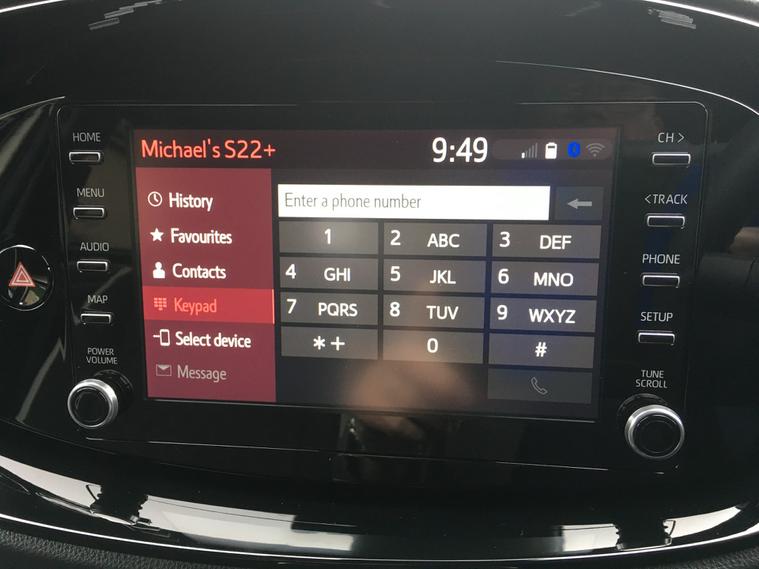 HOME
MENU
AUDIO
MAP
POWER
VOLUME
Michael's S22+
9:49
History
Favourites
Contacts
Keypad
Select device
Message
Enter a phone number
1
2 ABC
3 DEF
4 GHI
5 JKL
6 MNO
7 PQRS
8 TUV
9 WXYZ
*+
0
#
CH >
<TRACK
PHONE
SETUP
TUNE
SCROLL